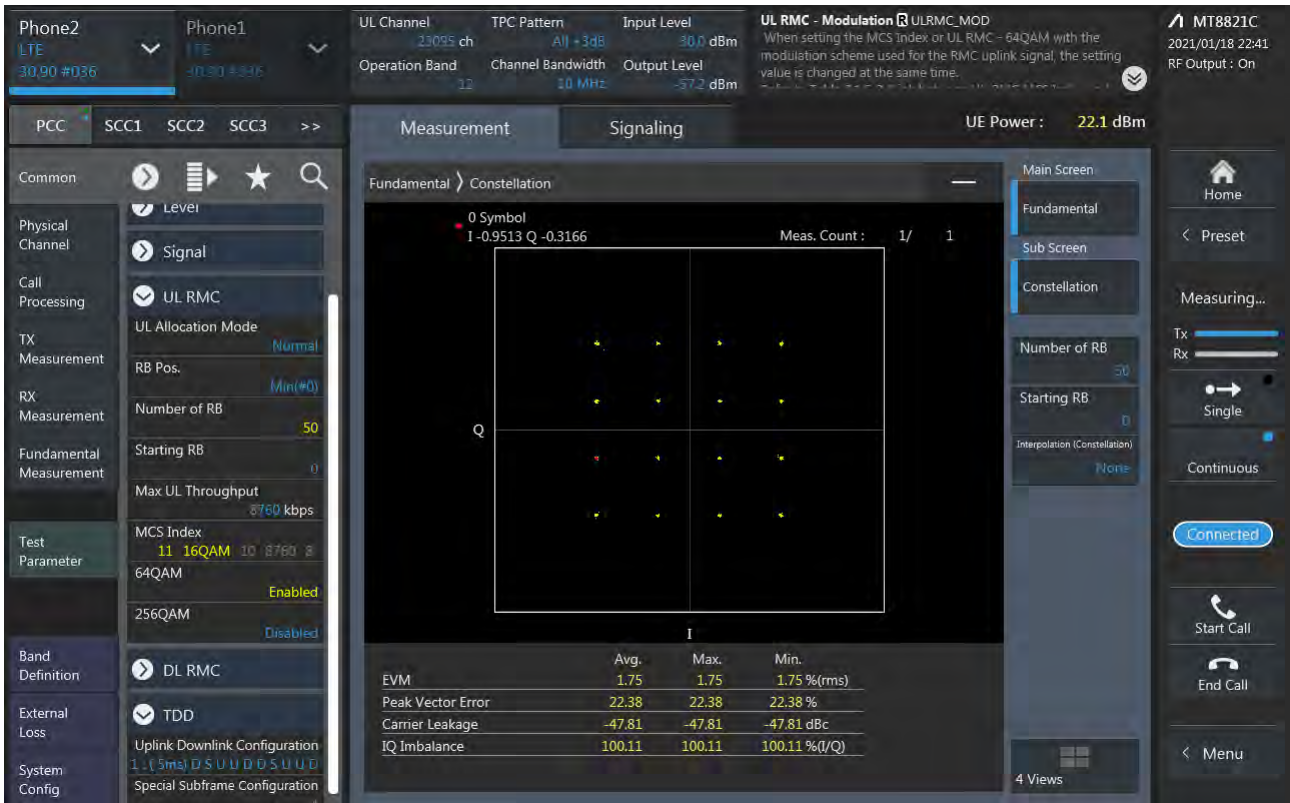 Phone2
LTE
30.90 #036
Phone1
LTE
30.90 #036
UL Channel
23095 ch
Operation Band
12
TPC Pattern
All +3dB
Channel Bandwidth
10 MHz
Input Level
30.0 dBm
Output Level
-57.2 dBm
UL RMC - Modulation R ULRMC_MOD
When setting the MCS Index or UL RMC - 64QAM with the
modulation scheme used for the RMC uplink signal, the setting
value is changed at the same time.
MT8821C
2021/01/18 22:41
RF Output : On
PCC SCC1 SCC2 SCC3 >>
Measurement
Signaling
UE Power : 22.1 dBm
Common
Physical
Channel
Call
Processing
TX
Measurement
RX
Measurement
Fundamental
Measurement
Test
Parameter
Band
Definition
External
Loss
System
Config
Level
Signal
UL RMC
UL Allocation Mode
Normal
RB Pos.
Min(#0)
Number of RB
50
Starting RB
0
Max UL Throughput
8760 kbps
MCS Index
11 16QAM 10 8760 8
64QAM
Enabled
256QAM
Disabled
DL RMC
TDD
Uplink Downlink Configuration
1 : ( 5ms) D S U U D D S U U D
Special Subframe Configuration
Fundamental > Constellation
0 Symbol
I -0.9513 Q -0.3166
Meas. Count : 1/ 1
Q
I
Avg. Max. Min.
EVM 1.75 1.75 1.75 %(rms)
Peak Vector Error 22.38 22.38 22.38 %
Carrier Leakage -47.81 -47.81 -47.81 dBc
IQ Imbalance 100.11 100.11 100.11 %(I/Q)
Main Screen
Fundamental
Sub Screen
Constellation
Number of RB
50
Starting RB
0
Interpolation (Constellation)
None
4 Views
Home
< Preset
Measuring...
Tx
Rx
Single
Continuous
Connected
Start Call
End Call
< Menu